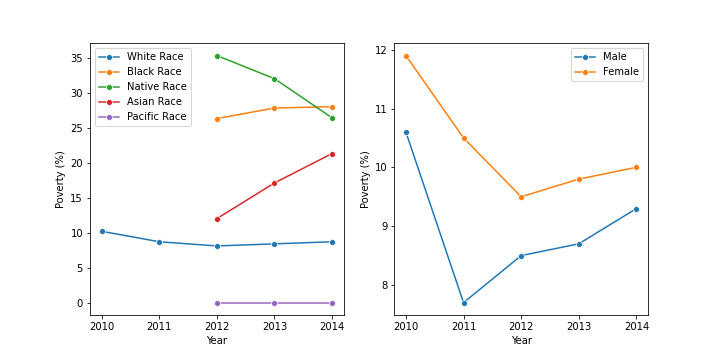 White Race
Black Race
Native Race
Asian Race
Pacific Race
Poverty (%)
35
30
25
20
15
10
5
0
2010 2011 2012 2013 2014
Year
Male
Female
Poverty (%)
12
11
10
9
8
2010 2011 2012 2013 2014
Year